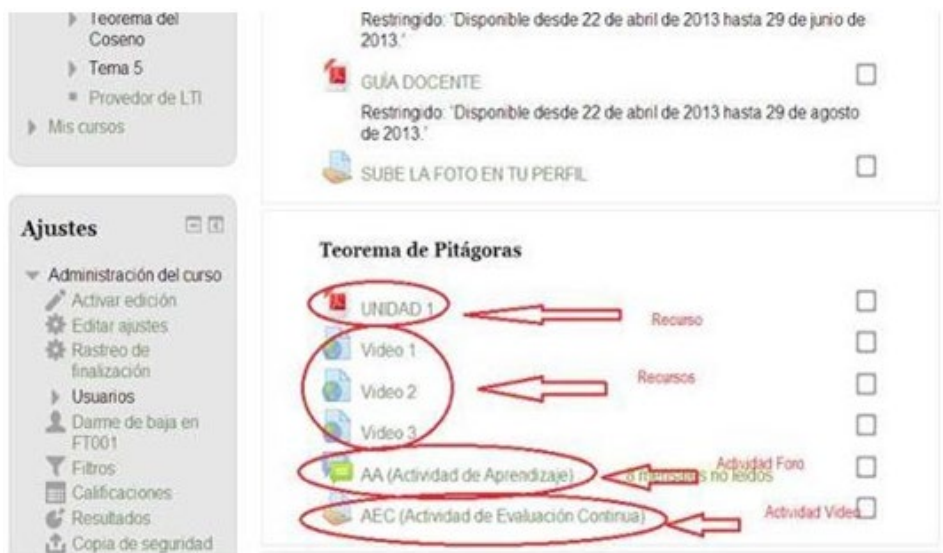 Teorema del
Coseno
Tema 5
Provedor de LTI
Mis cursos
Ajustes
Administración del curso
Activar edición
Editar ajustes
Rastreo de
finalización
Usuarios
Darme de baja en
FT001
Filtros
Calificaciones
Resultados
Copia de seguridad
Restringido: 'Disponible desde 22 de abril de 2013 hasta 29 de junio de
2013.'
GUÍA DOCENTE
Restringido: 'Disponible desde 22 de abril de 2013 hasta 29 de agosto
de 2013.'
SUBE LA FOTO EN TU PERFIL
Teorema de Pitágoras
UNIDAD 1
Recurso
Video 1
Video 2
Recursos
Video 3
AA (Actividad de Aprendizaje)
Actividad Foro
8 mensajes no leídos
AEC (Actividad de Evaluación Continua)
Actividad Video